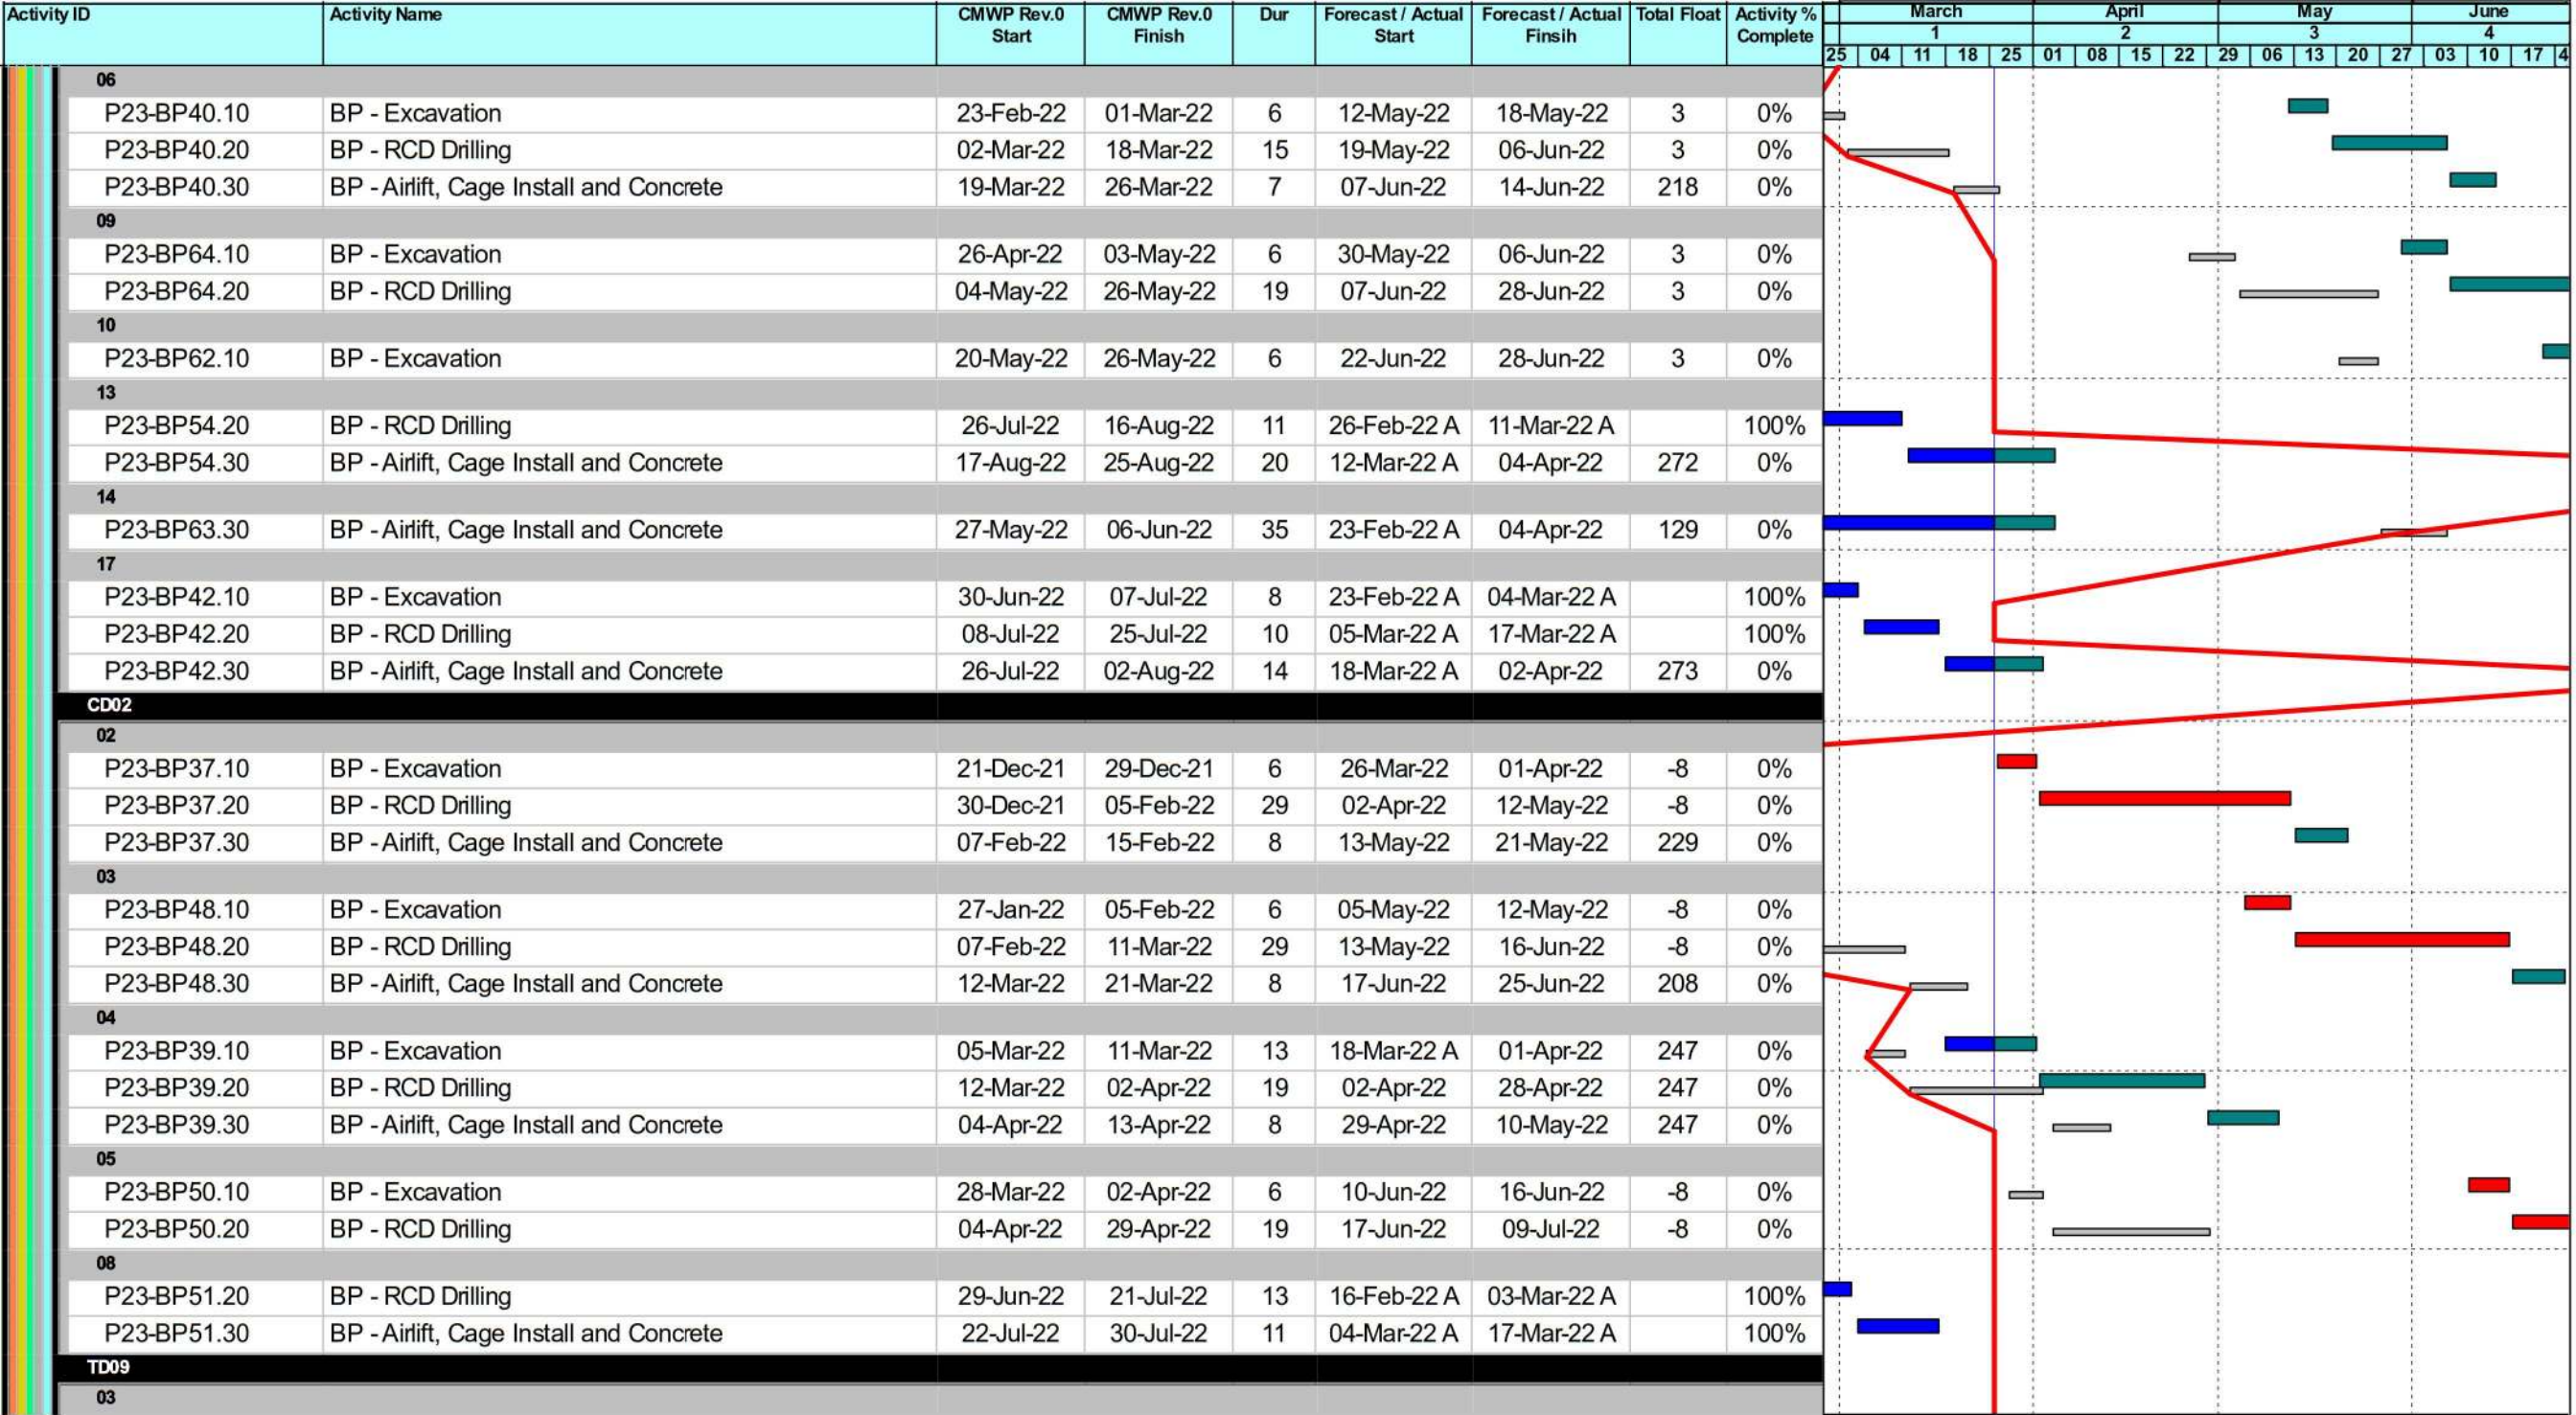 Activity ID Activity Name CMWP Rev.0 Start CMWP Rev.0 Finish Dur Forecast / Actual Start Forecast / Actual Finsih Total Float Activity % Complete March April May June
1 2 3 4
25 04 11 18 25 01 08 15 22 29 06 13 20 27 03 10 17 4
06
P23-BP40.10 BP - Excavation 23-Feb-22 01-Mar-22 6 12-May-22 18-May-22 3 0%
P23-BP40.20 BP - RCD Drilling 02-Mar-22 18-Mar-22 15 19-May-22 06-Jun-22 3 0%
P23-BP40.30 BP - Airlift, Cage Install and Concrete 19-Mar-22 26-Mar-22 7 07-Jun-22 14-Jun-22 218 0%
09
P23-BP64.10 BP - Excavation 26-Apr-22 03-May-22 6 30-May-22 06-Jun-22 3 0%
P23-BP64.20 BP - RCD Drilling 04-May-22 26-May-22 19 07-Jun-22 28-Jun-22 3 0%
10
P23-BP62.10 BP - Excavation 20-May-22 26-May-22 6 22-Jun-22 28-Jun-22 3 0%
13
P23-BP54.20 BP - RCD Drilling 26-Jul-22 16-Aug-22 11 26-Feb-22 A 11-Mar-22 A 100%
P23-BP54.30 BP - Airlift, Cage Install and Concrete 17-Aug-22 25-Aug-22 20 12-Mar-22 A 04-Apr-22 272 0%
14
P23-BP63.30 BP - Airlift, Cage Install and Concrete 27-May-22 06-Jun-22 35 23-Feb-22 A 04-Apr-22 129 0%
17
P23-BP42.10 BP - Excavation 30-Jun-22 07-Jul-22 8 23-Feb-22 A 04-Mar-22 A 100%
P23-BP42.20 BP - RCD Drilling 08-Jul-22 25-Jul-22 10 05-Mar-22 A 17-Mar-22 A 100%
P23-BP42.30 BP - Airlift, Cage Install and Concrete 26-Jul-22 02-Aug-22 14 18-Mar-22 A 02-Apr-22 273 0%
CD02
02
P23-BP37.10 BP - Excavation 21-Dec-21 29-Dec-21 6 26-Mar-22 01-Apr-22 -8 0%
P23-BP37.20 BP - RCD Drilling 30-Dec-21 05-Feb-22 29 02-Apr-22 12-May-22 -8 0%
P23-BP37.30 BP - Airlift, Cage Install and Concrete 07-Feb-22 15-Feb-22 8 13-May-22 21-May-22 229 0%
03
P23-BP48.10 BP - Excavation 27-Jan-22 05-Feb-22 6 05-May-22 12-May-22 -8 0%
P23-BP48.20 BP - RCD Drilling 07-Feb-22 11-Mar-22 29 13-May-22 16-Jun-22 -8 0%
P23-BP48.30 BP - Airlift, Cage Install and Concrete 12-Mar-22 21-Mar-22 8 17-Jun-22 25-Jun-22 208 0%
04
P23-BP39.10 BP - Excavation 05-Mar-22 11-Mar-22 13 18-Mar-22 A 01-Apr-22 247 0%
P23-BP39.20 BP - RCD Drilling 12-Mar-22 02-Apr-22 19 02-Apr-22 28-Apr-22 247 0%
P23-BP39.30 BP - Airlift, Cage Install and Concrete 04-Apr-22 13-Apr-22 8 29-Apr-22 10-May-22 247 0%
05
P23-BP50.10 BP - Excavation 28-Mar-22 02-Apr-22 6 10-Jun-22 16-Jun-22 -8 0%
P23-BP50.20 BP - RCD Drilling 04-Apr-22 29-Apr-22 19 17-Jun-22 09-Jul-22 -8 0%
08
P23-BP51.20 BP - RCD Drilling 29-Jun-22 21-Jul-22 13 16-Feb-22 A 03-Mar-22 A 100%
P23-BP51.30 BP - Airlift, Cage Install and Concrete 22-Jul-22 30-Jul-22 11 04-Mar-22 A 17-Mar-22 A 100%
TD09
03